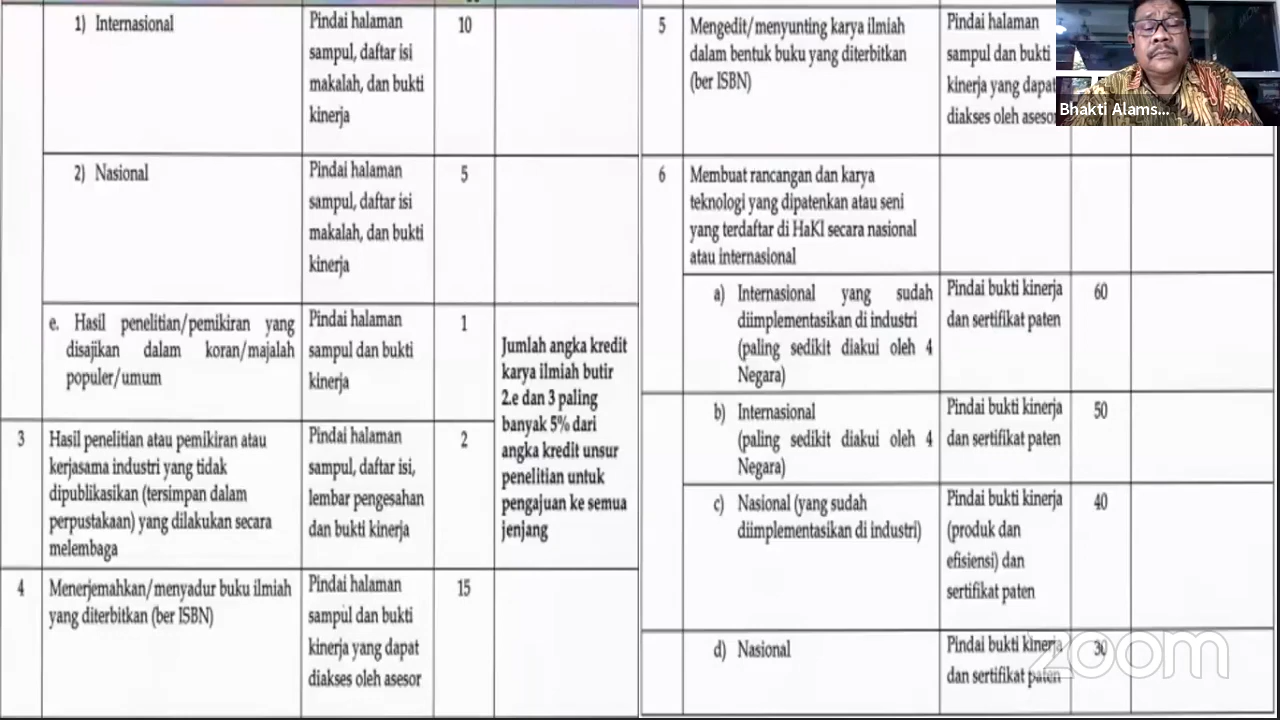 1) Internasional
Pindai halaman
sampul, daftar isi
makalah, dan bukti
kinerja
10
2) Nasional
Pindai halaman
sampul, daftar isi
makalah, dan bukti
kinerja
5
e. Hasil penelitian/pemikiran yang
disajikan dalam koran/majalah
populer/umum
Pindai halaman
sampul dan bukti
kinerja
1
Jumlah angka kredit
karya ilmiah butir
2.e dan 3 paling
banyak 5% dari
angka kredit unsur
penelitian untuk
pengajuan ke semua
jenjang
3
Hasil penelitian atau pemikiran atau
kerjasama industri yang tidak
dipublikasikan (tersimpan dalam
perpustakaan) yang dilakukan secara
melembaga
Pindai halaman
sampul, daftar isi,
lembar pengesahan
dan bukti kinerja
2
4
Menerjemahkan/menyadur buku ilmiah
yang diterbitkan (ber ISBN)
Pindai halaman
sampul dan bukti
kinerja yang dapat
diakses oleh asesor
15
5
Mengedit/menyunting karya ilmiah
dalam bentuk buku yang diterbitkan
(ber ISBN)
Pindai halaman
sampul dan bukti
kinerja yang dapat
diakses oleh asesor
6
Membuat rancangan dan karya
teknologi yang dipatenkan atau seni
yang terdaftar di HaKI secara nasional
atau internasional
a) Internasional yang sudah
diimplementasikan di industri
(paling sedikit diakui oleh 4
Negara)
Pindai bukti kinerja
dan sertifikat paten
60
b) Internasional
(paling sedikit diakui oleh 4
Negara)
Pindai bukti kinerja
dan sertifikat paten
50
c) Nasional (yang sudah
diimplementasikan di industri)
Pindai bukti kinerja
(produk dan
efisiensi) dan
sertifikat paten
40
d) Nasional
Pindai bukti kinerja
dan sertifikat paten
30
Bhakti Alams...
zoom